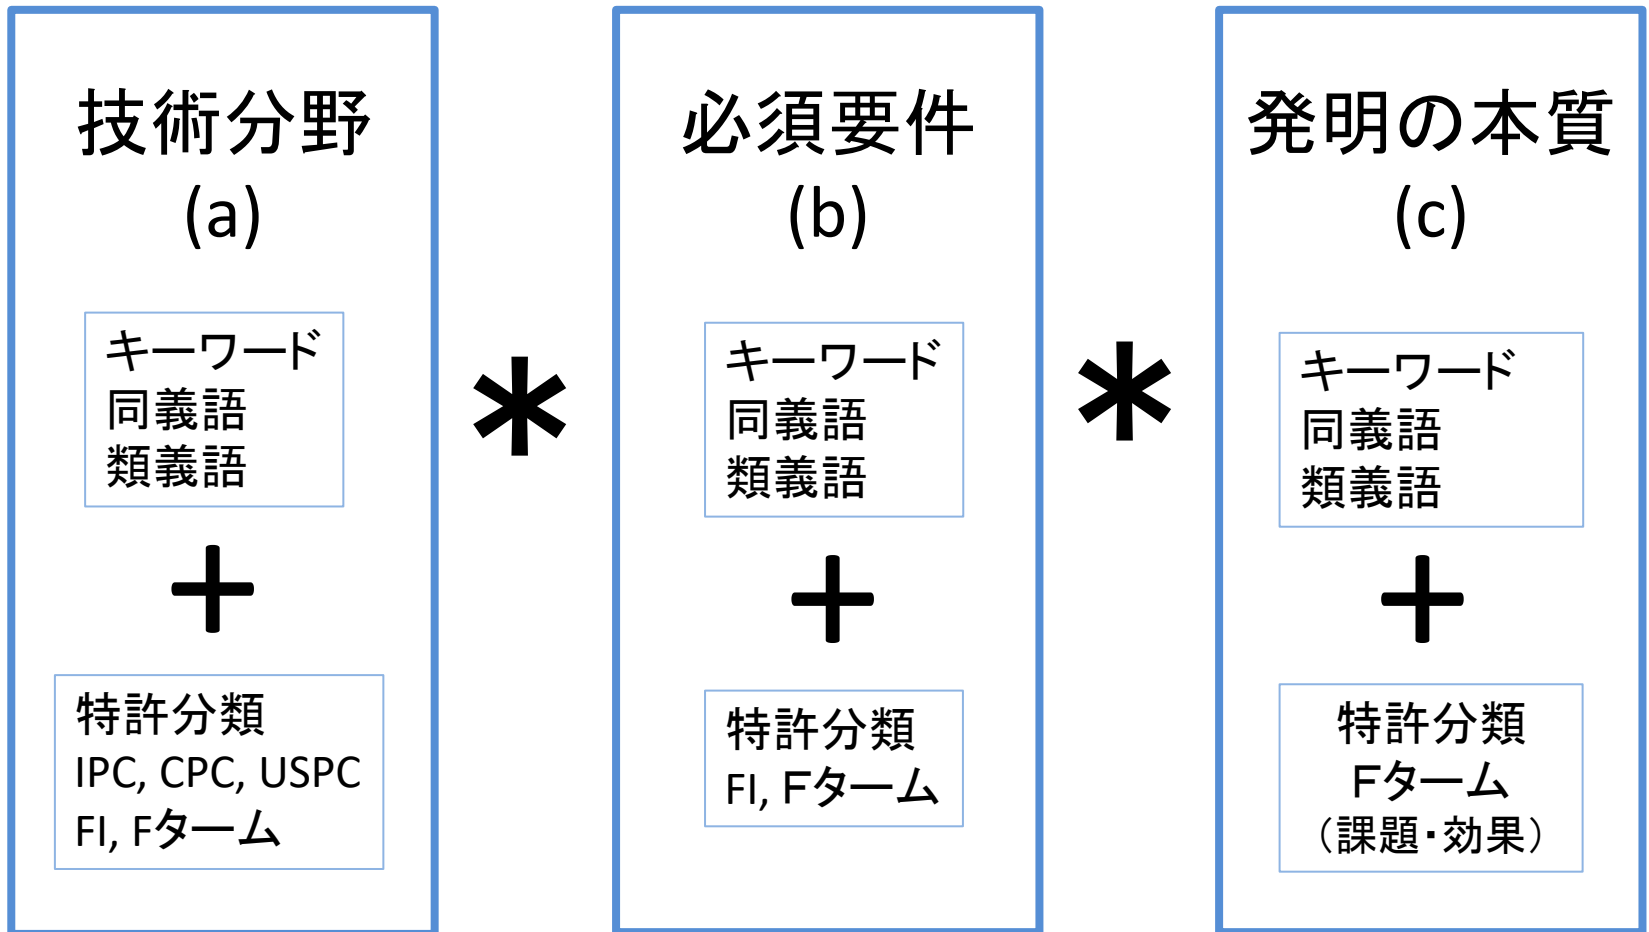 技術分野
(a)
キーワード
同義語
類義語
+
特許分類
IPC, CPC, USPC
FI, Fターム
*
必須要件
(b)
キーワード
同義語
類義語
+
特許分類
FI, Fターム
*
発明の本質
(c)
キーワード
同義語
類義語
+
特許分類
Fターム
（課題・効果）